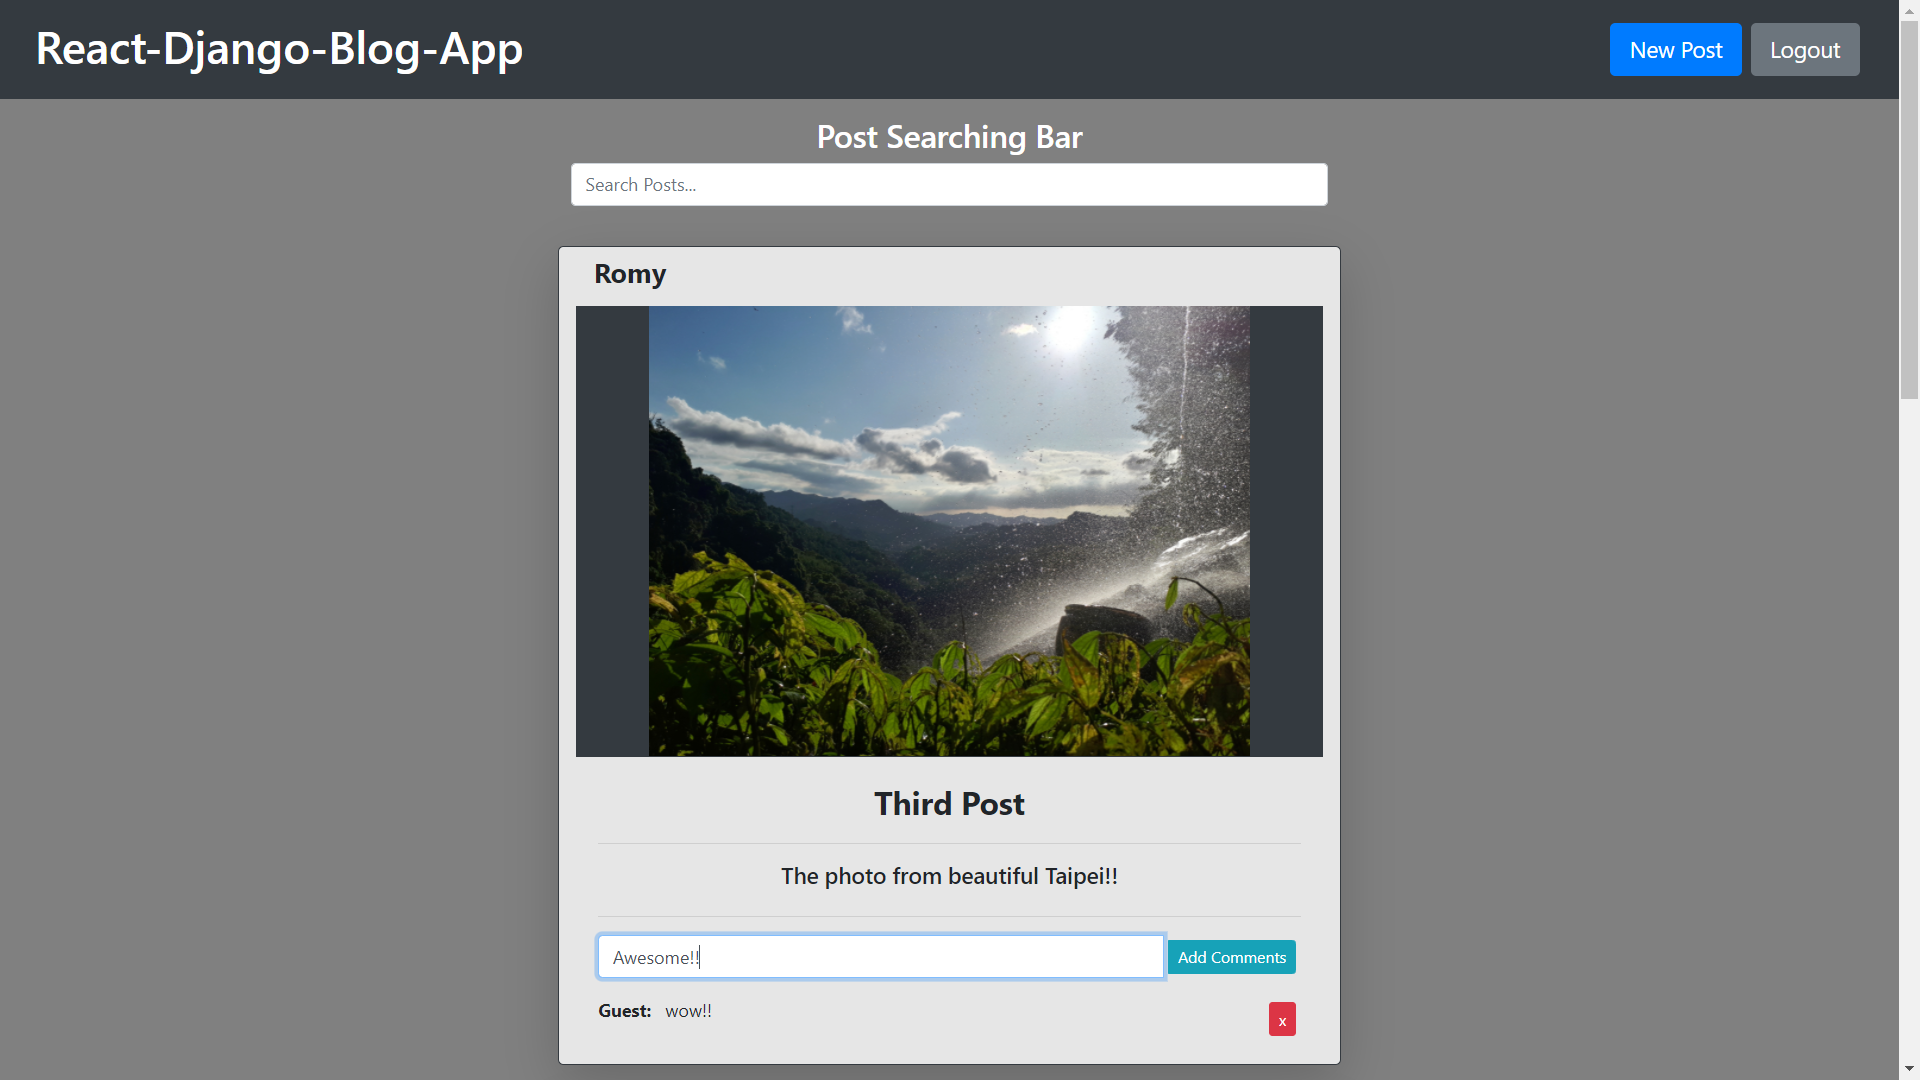 React-Django-Blog-App
New Post
Logout
Post Searching Bar
Search Posts...
Romy
Third Post
The photo from beautiful Taipei!!
Awesome!!
Add Comments
Guest: wow!!
x